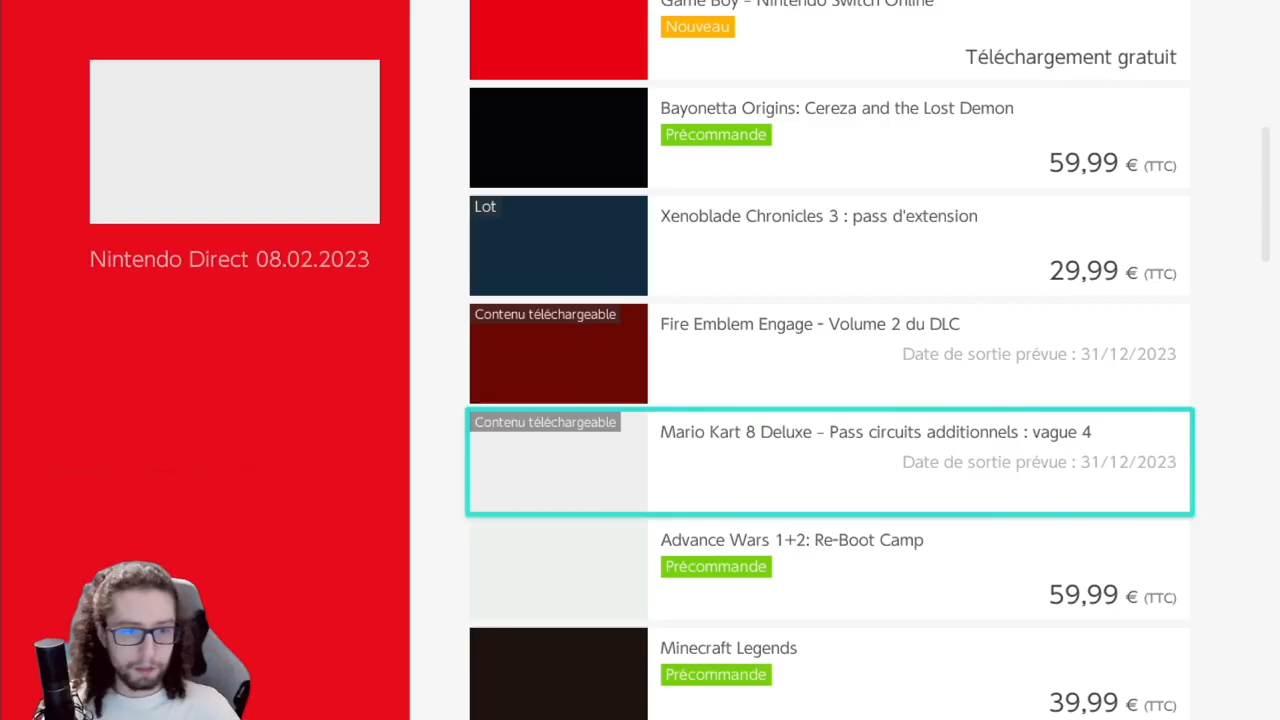 Game Boy – Nintendo Switch Online
Nouveau
Téléchargement gratuit
Bayonetta Origins: Cereza and the Lost Demon
Précommande
59,99 € (TTC)
Lot
Xenoblade Chronicles 3 : pass d'extension
29,99 € (TTC)
Nintendo Direct 08.02.2023
Contenu téléchargeable
Fire Emblem Engage - Volume 2 du DLC
Date de sortie prévue : 31/12/2023
Contenu téléchargeable
Mario Kart 8 Deluxe – Pass circuits additionnels : vague 4
Date de sortie prévue : 31/12/2023
Advance Wars 1+2: Re-Boot Camp
Précommande
59,99 € (TTC)
Minecraft Legends
Précommande
39,99 € (TTC)